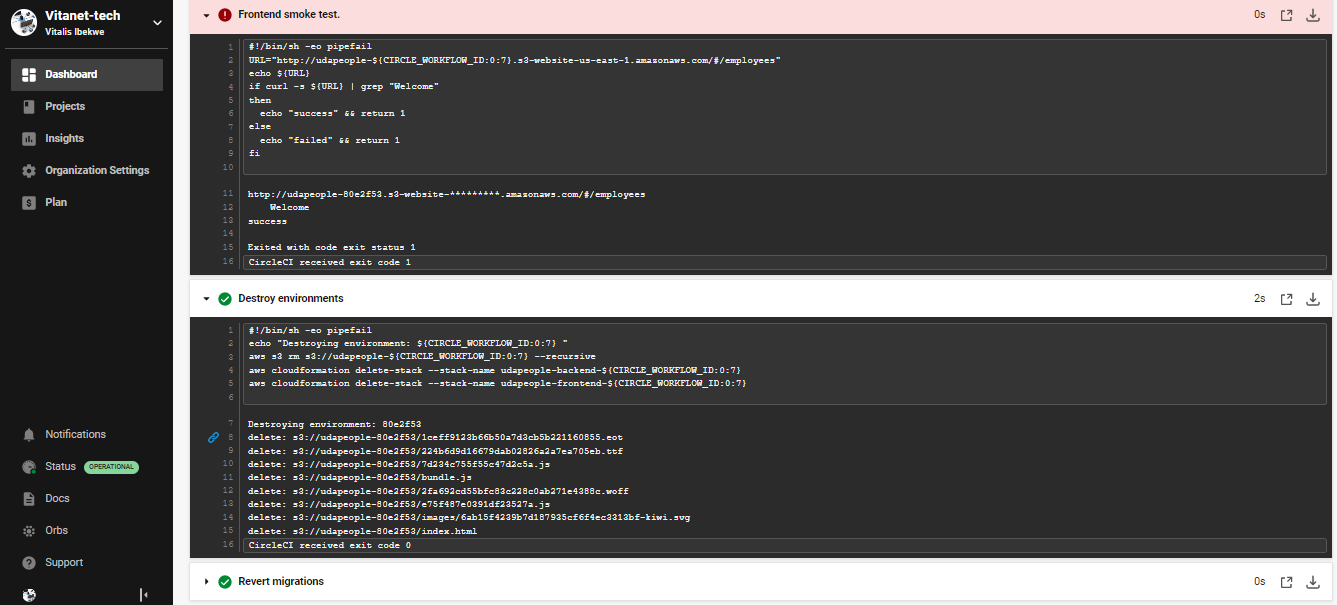 Vitanet-tech
Vitalis Ibekwe
Dashboard
Projects
Insights
Organization Settings
Plan
Notifications
Status OPERATIONAL
Docs
Orbs
Support
Frontend smoke test. 0s
1 #!/bin/sh -eo pipefail
2 URL="http://udapeople-${CIRCLE_WORKFLOW_ID:0:7}.s3-website-us-east-1.amazonaws.com/#/employees"
3 echo ${URL}
4 if curl -s ${URL} | grep "Welcome"
5 then
6 echo "success" && return 1
7 else
8 echo "failed" && return 1
9 fi
10
11 http://udapeople-80e2f53.s3-website-*********.amazonaws.com/#/employees
12 Welcome
13 success
14
15 Exited with code exit status 1
16 CircleCI received exit code 1
Destroy environments 2s
1 #!/bin/sh -eo pipefail
2 echo "Destroying environment: ${CIRCLE_WORKFLOW_ID:0:7} "
3 aws s3 rm s3://udapeople-${CIRCLE_WORKFLOW_ID:0:7} --recursive
4 aws cloudformation delete-stack --stack-name udapeople-backend-${CIRCLE_WORKFLOW_ID:0:7}
5 aws cloudformation delete-stack --stack-name udapeople-frontend-${CIRCLE_WORKFLOW_ID:0:7}
6
7 Destroying environment: 80e2f53
8 delete: s3://udapeople-80e2f53/1ceff9123b66b50a7d3cb5b221160855.eot
9 delete: s3://udapeople-80e2f53/224b6d9d16679dab02826a2a7ea705eb.ttf
10 delete: s3://udapeople-80e2f53/7d234c755f55c47d2c5a.js
11 delete: s3://udapeople-80e2f53/bundle.js
12 delete: s3://udapeople-80e2f53/2fa692cd55bfc83c228c0ab271e4388c.woff
13 delete: s3://udapeople-80e2f53/e75f487e0391df23527a.js
14 delete: s3://udapeople-80e2f53/images/6ab15f4239b7d187935cf6f4ec3313bf-kiwi.svg
15 delete: s3://udapeople-80e2f53/index.html
16 CircleCI received exit code 0
Revert migrations 0s